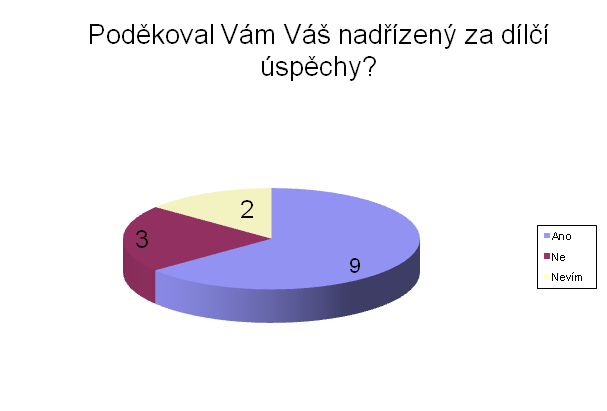 Poděkoval Vám Váš nadřízený za dílčí
úspěchy?
2
3
9
Ano
Ne
Nevím